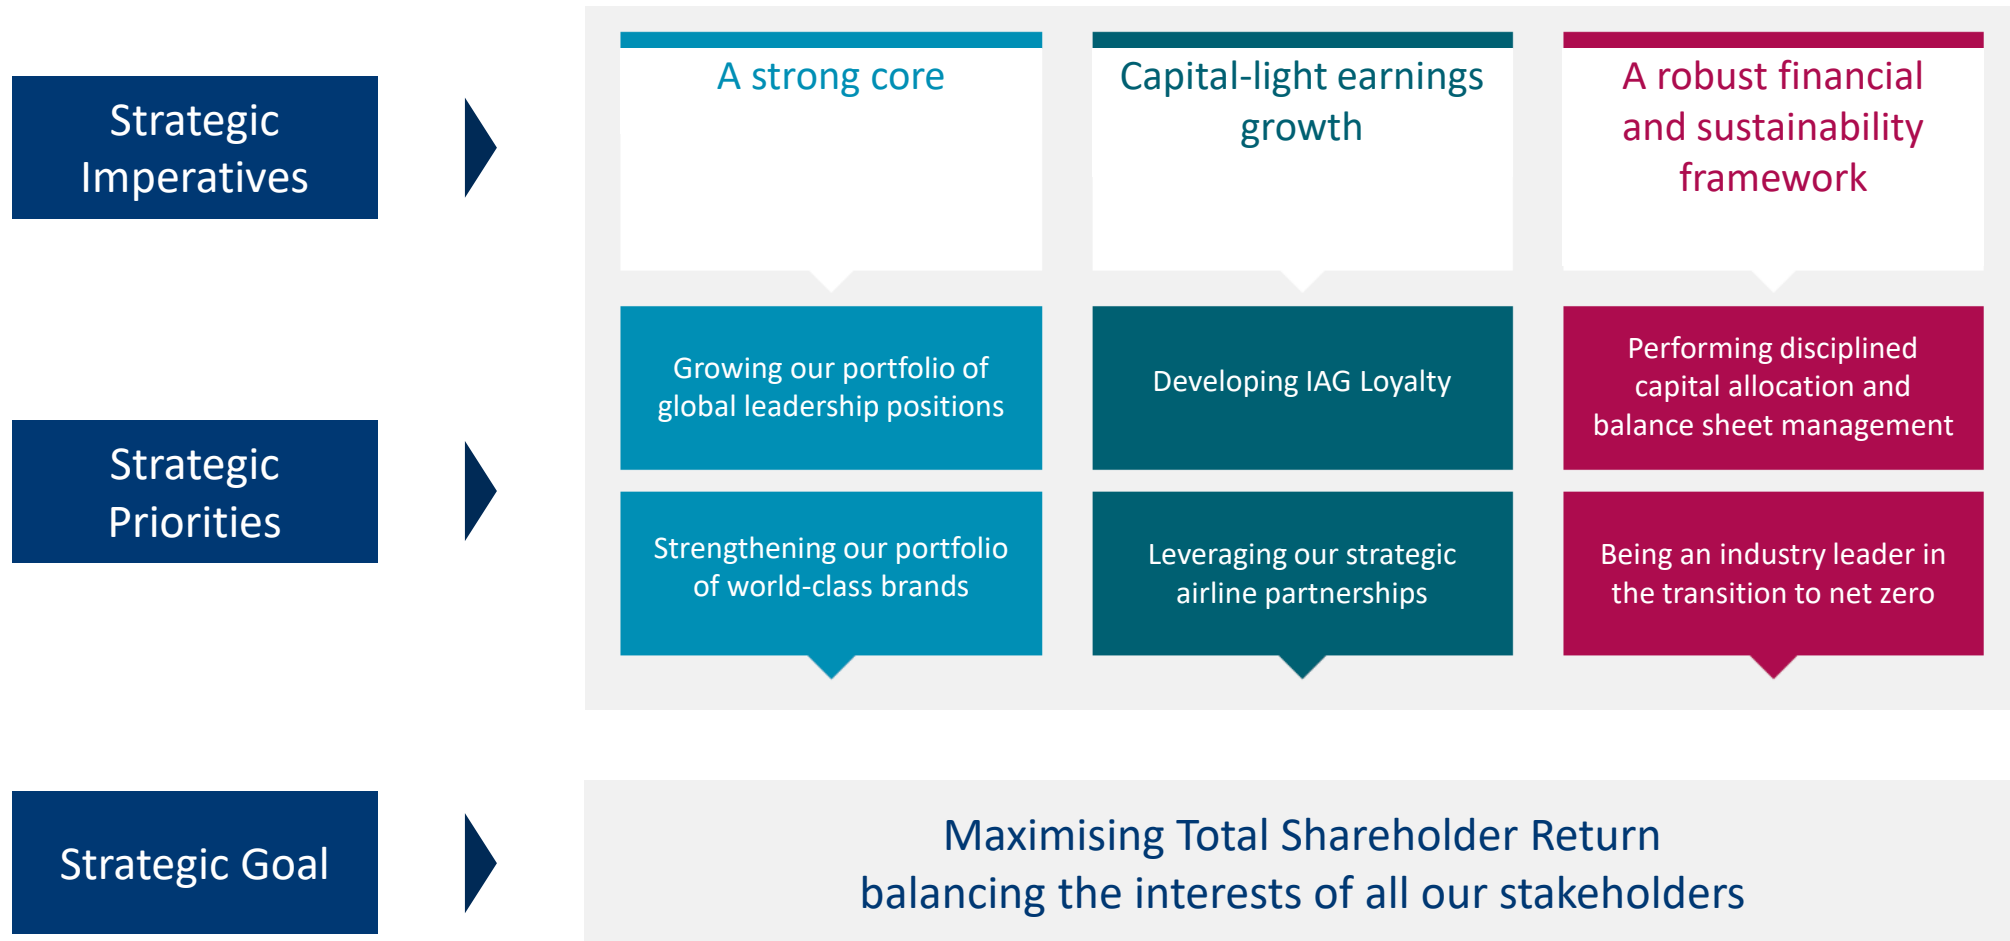 Strategic
Imperatives
A strong core
Capital-light earnings
growth
A robust financial
and sustainability
framework
Strategic
Priorities
Growing our portfolio of
global leadership positions
Developing IAG Loyalty
Performing disciplined
capital allocation and
balance sheet management
Strengthening our portfolio
of world-class brands
Leveraging our strategic
airline partnerships
Being an industry leader in
the transition to net zero
Strategic Goal
Maximising Total Shareholder Return
balancing the interests of all our stakeholders